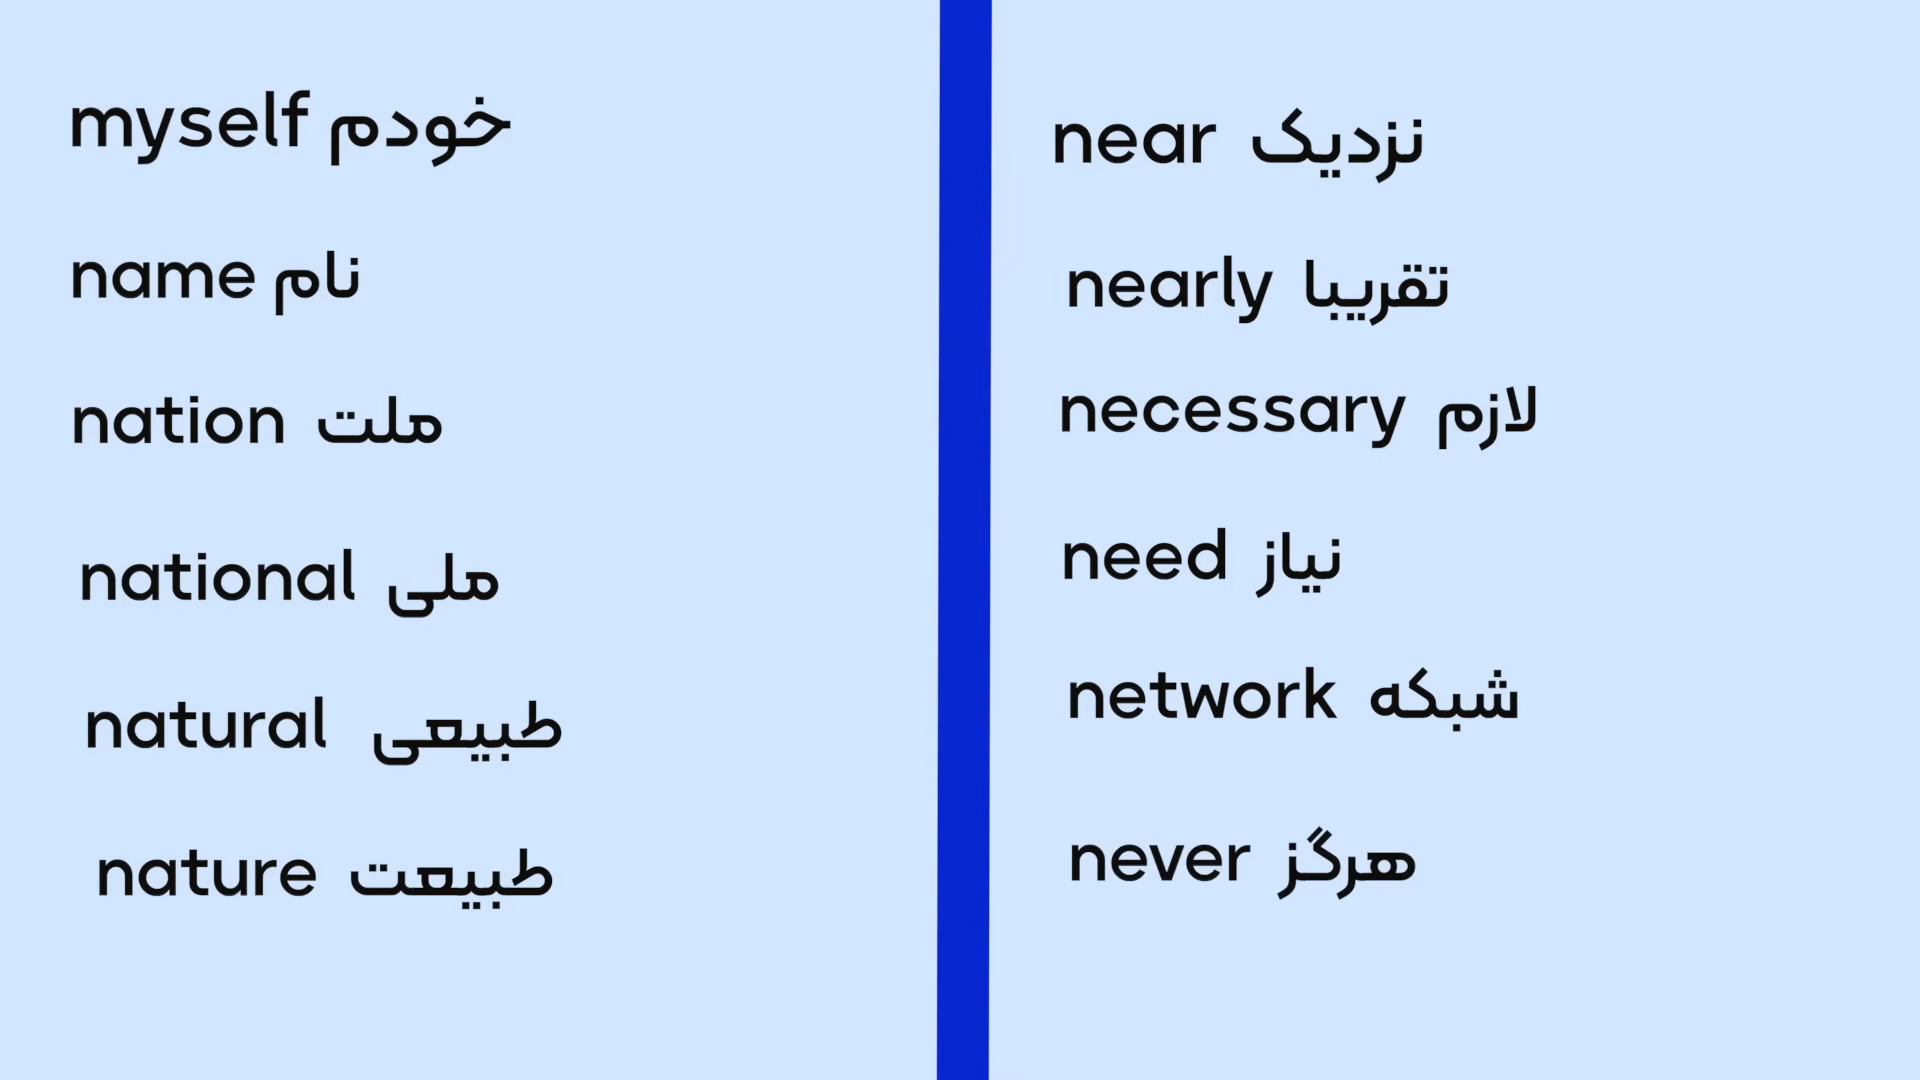 myself خودم
name نام
nation ملت
national ملی
natural طبیعی
nature طبیعت
near نزدیک
nearly تقریبا
necessary لازم
need نیاز
network شبکه
never هرگز